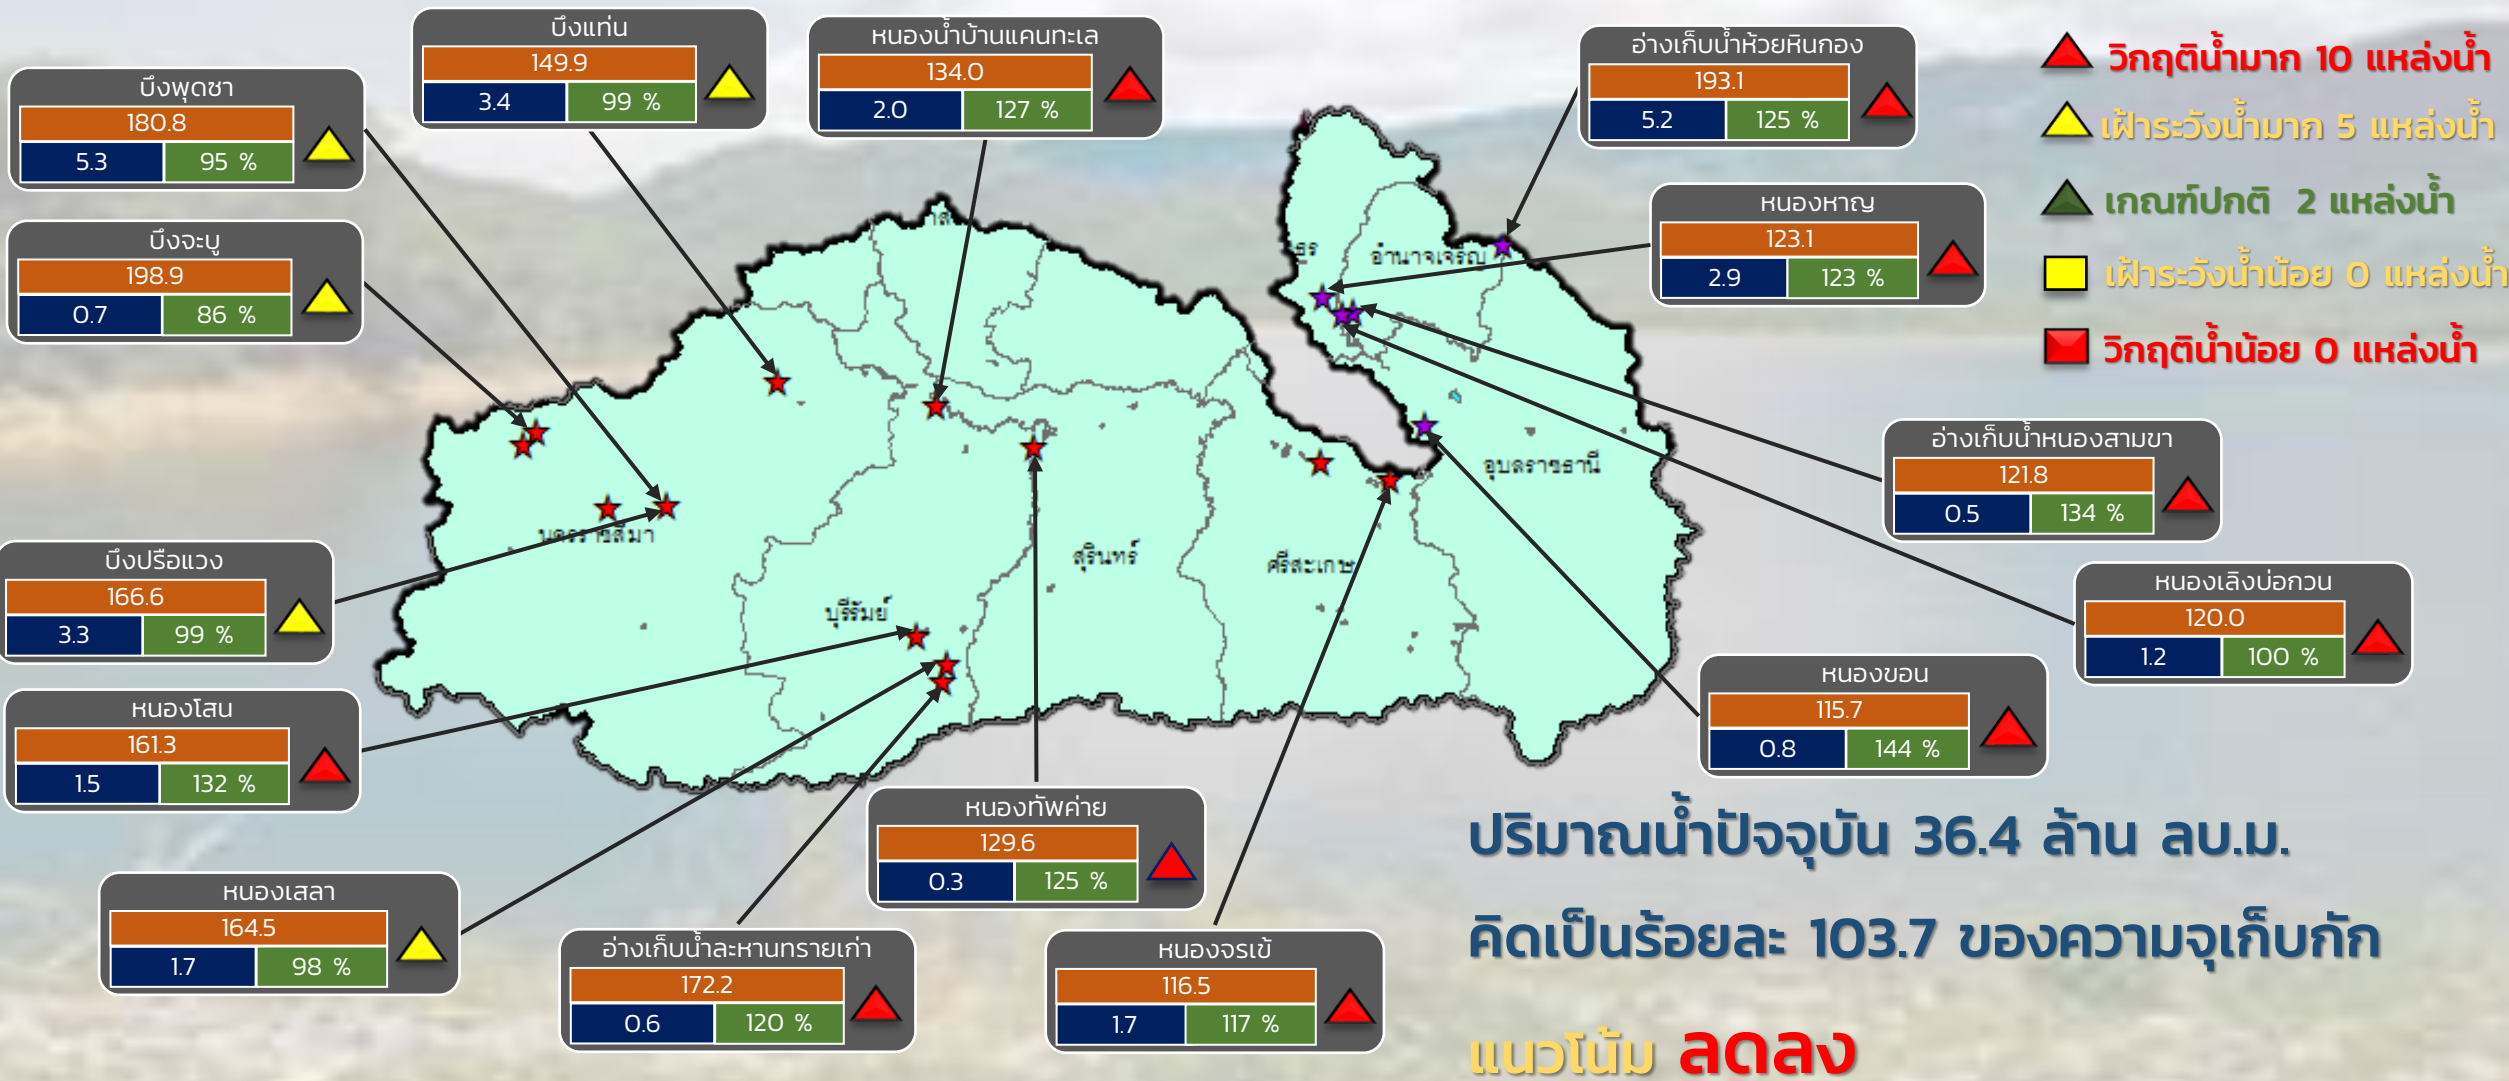 บึงแท่น
149.9
3.4 99 %
หนองน้ำบ้านแคนทะเล
134.0
2.0 127 %
อ่างเก็บน้ำห้วยหินกอง
193.1
5.2 125 %
วิกฤติน้ำมาก 10 แหล่งน้ำ
เฝ้าระวังน้ำมาก 5 แหล่งน้ำ
เกณฑ์ปกติ 2 แหล่งน้ำ
เฝ้าระวังน้ำน้อย 0 แหล่งน้ำ
วิกฤติน้ำน้อย 0 แหล่งน้ำ
บึงพุดซา
180.8
5.3 95 %
บึงจะบู
198.9
0.7 86 %
หนองหาญ
123.1
2.9 123 %
อำนาจเจริญ
อ่างเก็บน้ำหนองสามขา
121.8
0.5 134 %
อุบลราชธานี
นครราชสีมา
สุรินทร์
ศรีสะเกษ
บุรีรัมย์
บึงปรือแวง
166.6
3.3 99 %
หนองเลิงบ่อกวน
120.0
1.2 100 %
หนองขอน
115.7
0.8 144 %
หนองโสน
161.3
1.5 132 %
หนองทัพค่าย
129.6
0.3 125 %
หนองเสลา
164.5
1.7 98 %
อ่างเก็บน้ำละหานทรายเก่า
172.2
0.6 120 %
หนองจรเข้
116.5
1.7 117 %
ปริมาณน้ำปัจจุบัน 36.4 ล้าน ลบ.ม.
คิดเป็นร้อยละ 103.7 ของความจุเก็บกัก
แนวโน้ม ลดลง